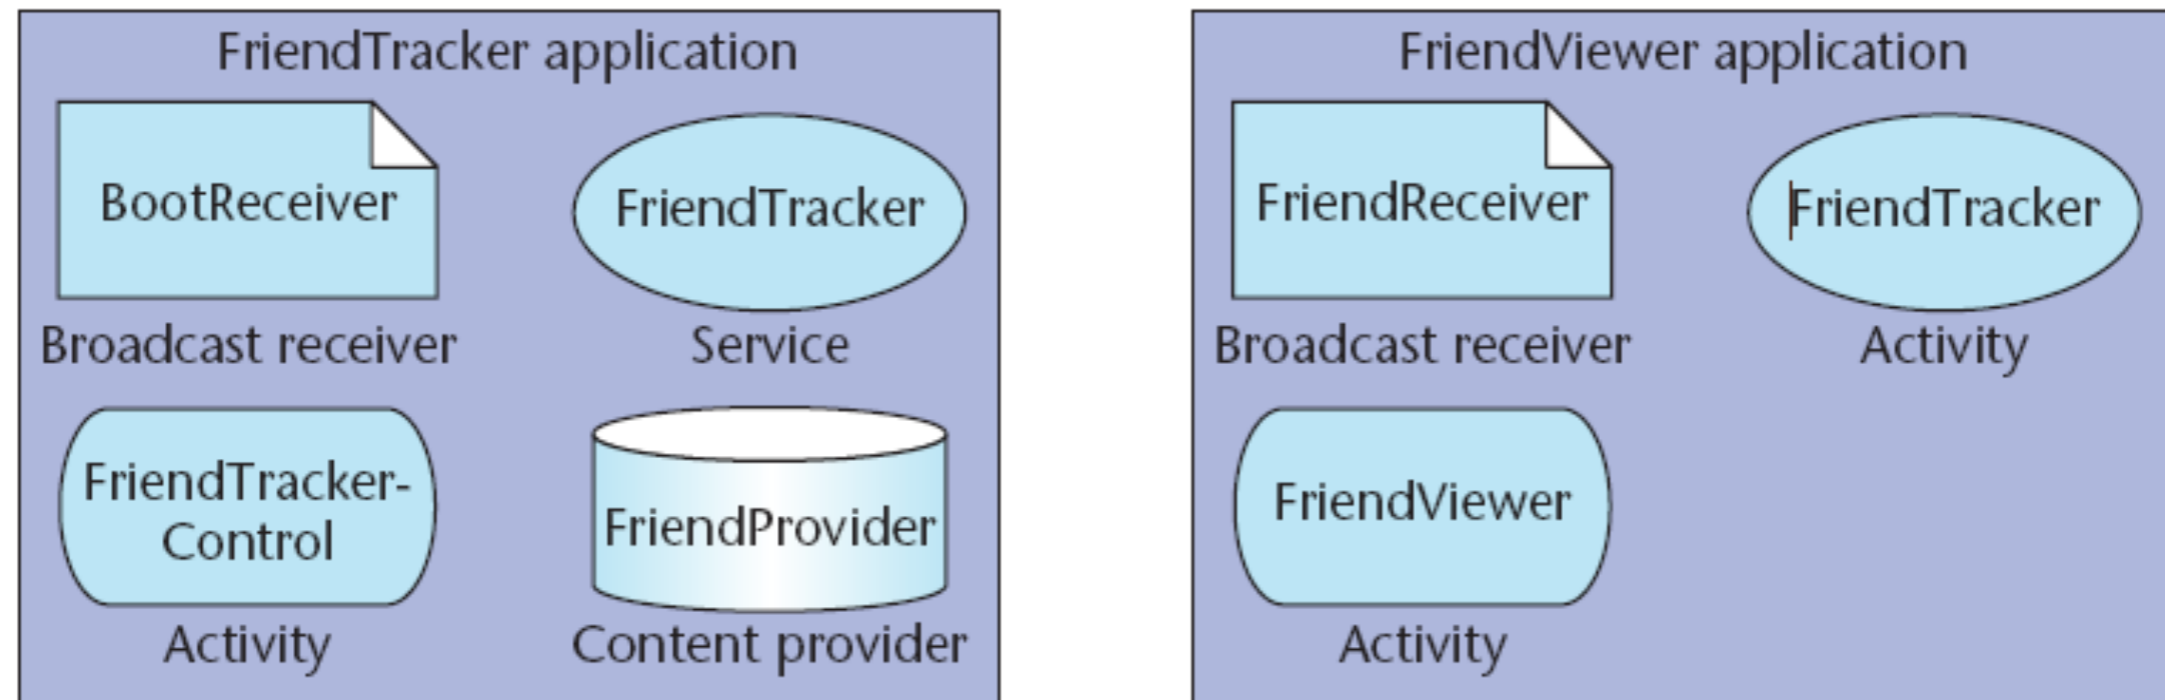 FriendTracker application
BootReceiver
Broadcast receiver
FriendTracker
Service
FriendTracker-
Control
Activity
FriendProvider
Content provider
FriendViewer application
FriendReceiver
Broadcast receiver
FriendTracker
Activity
FriendViewer
Activity